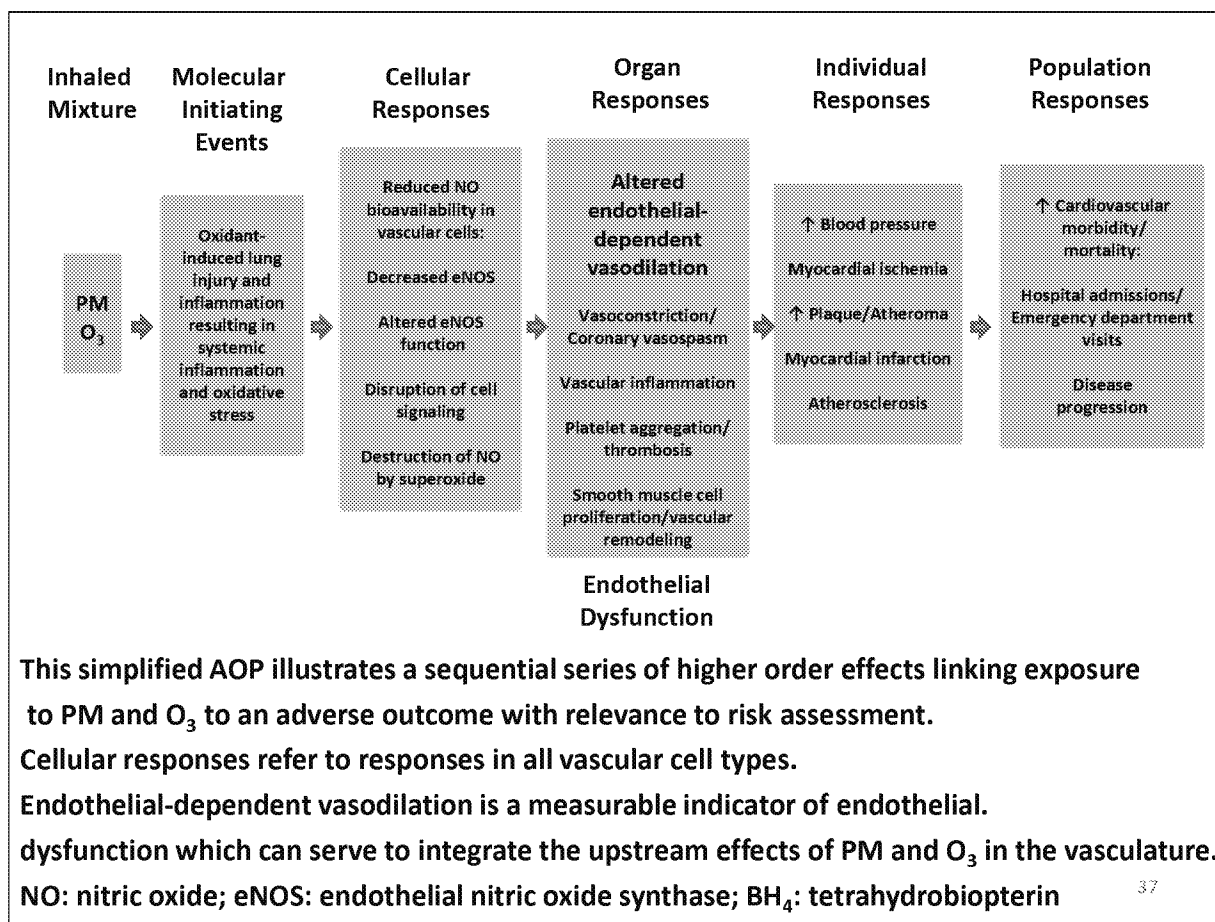 Inhaled
Mixture
Molecular
Initiating
Events
Cellular
Responses
Organ
Responses
Individual
Responses
Population
Responses
PM
O₃
Oxidant-
induced lung
injury and
inflammation
resulting in
systemic
inflammation
and oxidative
stress
Reduced NO
bioavailability in
vascular cells:
Decreased eNOS
Altered eNOS
function
Disruption of cell
signaling
Destruction of NO
by superoxide
Altered
endothelial-
dependent
vasodilation
Vasoconstriction/
Coronary vasospasm
Vascular inflammation
Platelet aggregation/
thrombosis
Smooth muscle cell
proliferation/vascular
remodeling
Endothelial
Dysfunction
↑ Blood pressure
Myocardial ischemia
↑ Plaque/Atheroma
Myocardial infarction
Atherosclerosis
↑ Cardiovascular
morbidity/
mortality:
Hospital admissions/
Emergency department
visits
Disease
progression
This simplified AOP illustrates a sequential series of higher order effects linking exposure
to PM and O₃ to an adverse outcome with relevance to risk assessment.
Cellular responses refer to responses in all vascular cell types.
Endothelial-dependent vasodilation is a measurable indicator of endothelial.
dysfunction which can serve to integrate the upstream effects of PM and O₃ in the vasculature.
NO: nitric oxide; eNOS: endothelial nitric oxide synthase; BH₄: tetrahydrobiopterin
37